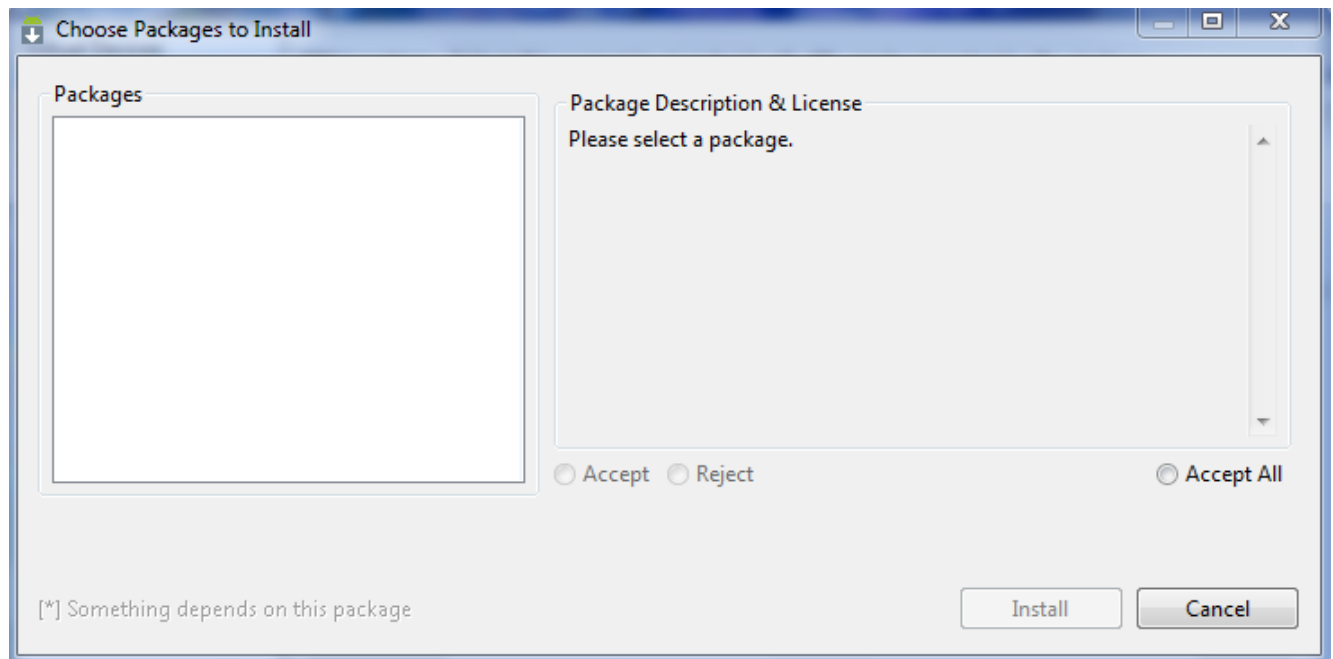 Choose Packages to Install
Packages
Package Description & License
Please select a package.
Accept Reject Accept All
[*] Something depends on this package
Install Cancel